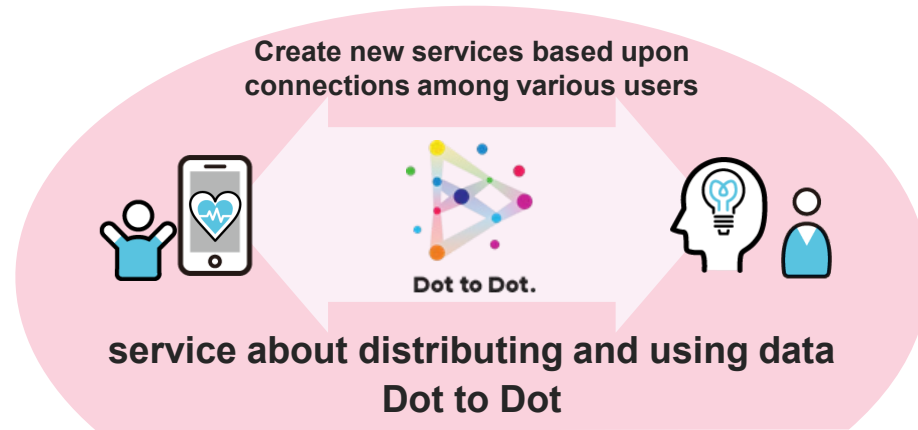 Create new services based upon
connections among various users
Dot to Dot.
service about distributing and using data
Dot to Dot